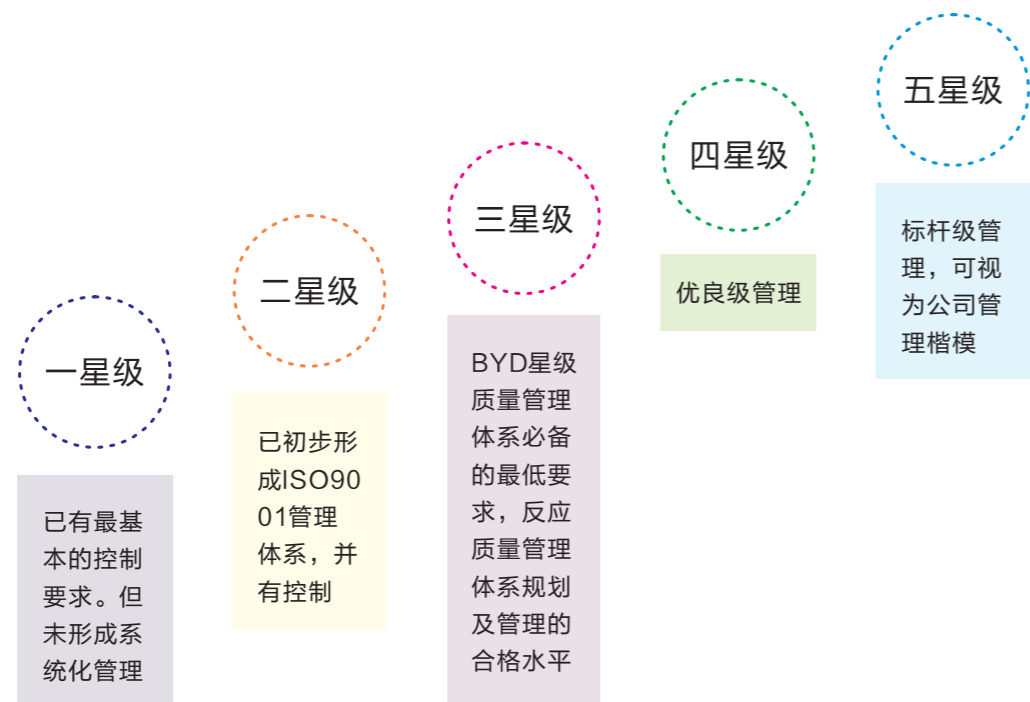 一星级
已有最基
本的控制
要求。但
未形成系
统化管理
二星级
已初步形
成ISO90
01管理
体系，并
有控制
三星级
BYD星级
质量管理
体系必备
的最低要
求，反应
质量管理
体系规划
及管理的
合格水平
四星级
优良级管理
五星级
标杆级管
理，可视
为公司管
理楷模